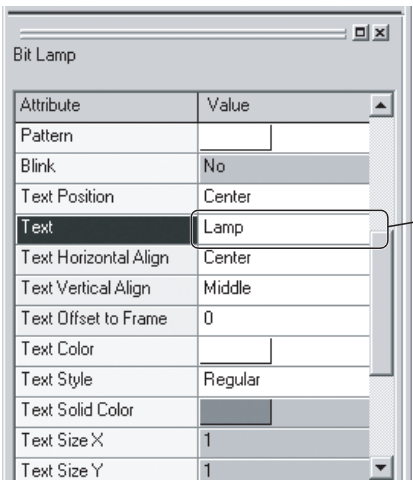 Bit Lamp
Attribute Value
Pattern
Blink No
Text Position Center
Text Lamp
Text Horizontal Align Center
Text Vertical Align Middle
Text Offset to Frame 0
Text Color
Text Style Regular
Text Solid Color
Text Size X 1
Text Size Y 1